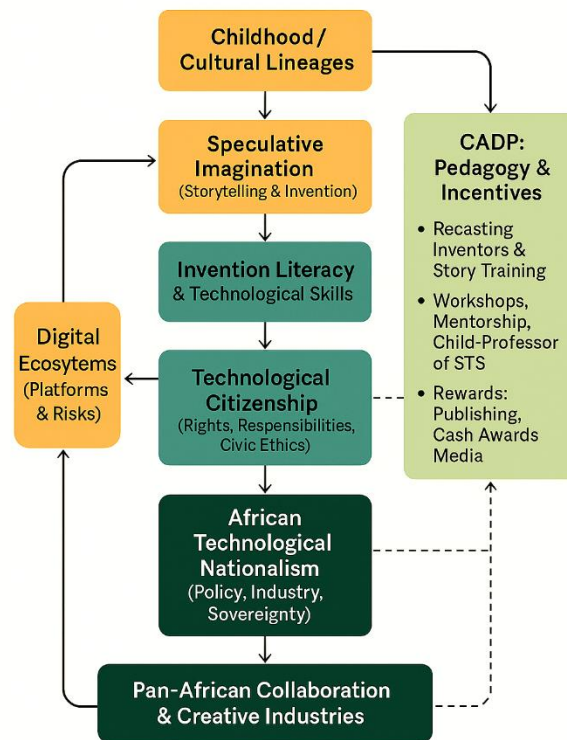 Childhood /
Cultural Lineages
Speculative
Imagination
(Storytelling & Invention)
Invention Literacy
& Technological Skills
Technological
Citizenship
(Rights, Respensibilities,
Civic Ethics)
African
Technological
Nationalism
(Policy, Industry,
Sovereignty)
Pan-African Collaboration
& Creative Industries
Digital
Ecosytems
(Platforms
& Risks)
CADP:
Pedagogy &
Incentives
• Recasting
Inventors &
Story Training
• Workshops,
Mentorship,
Child-Professor
of STS
• Rewards:
Publishing,
Cash Awards
Media